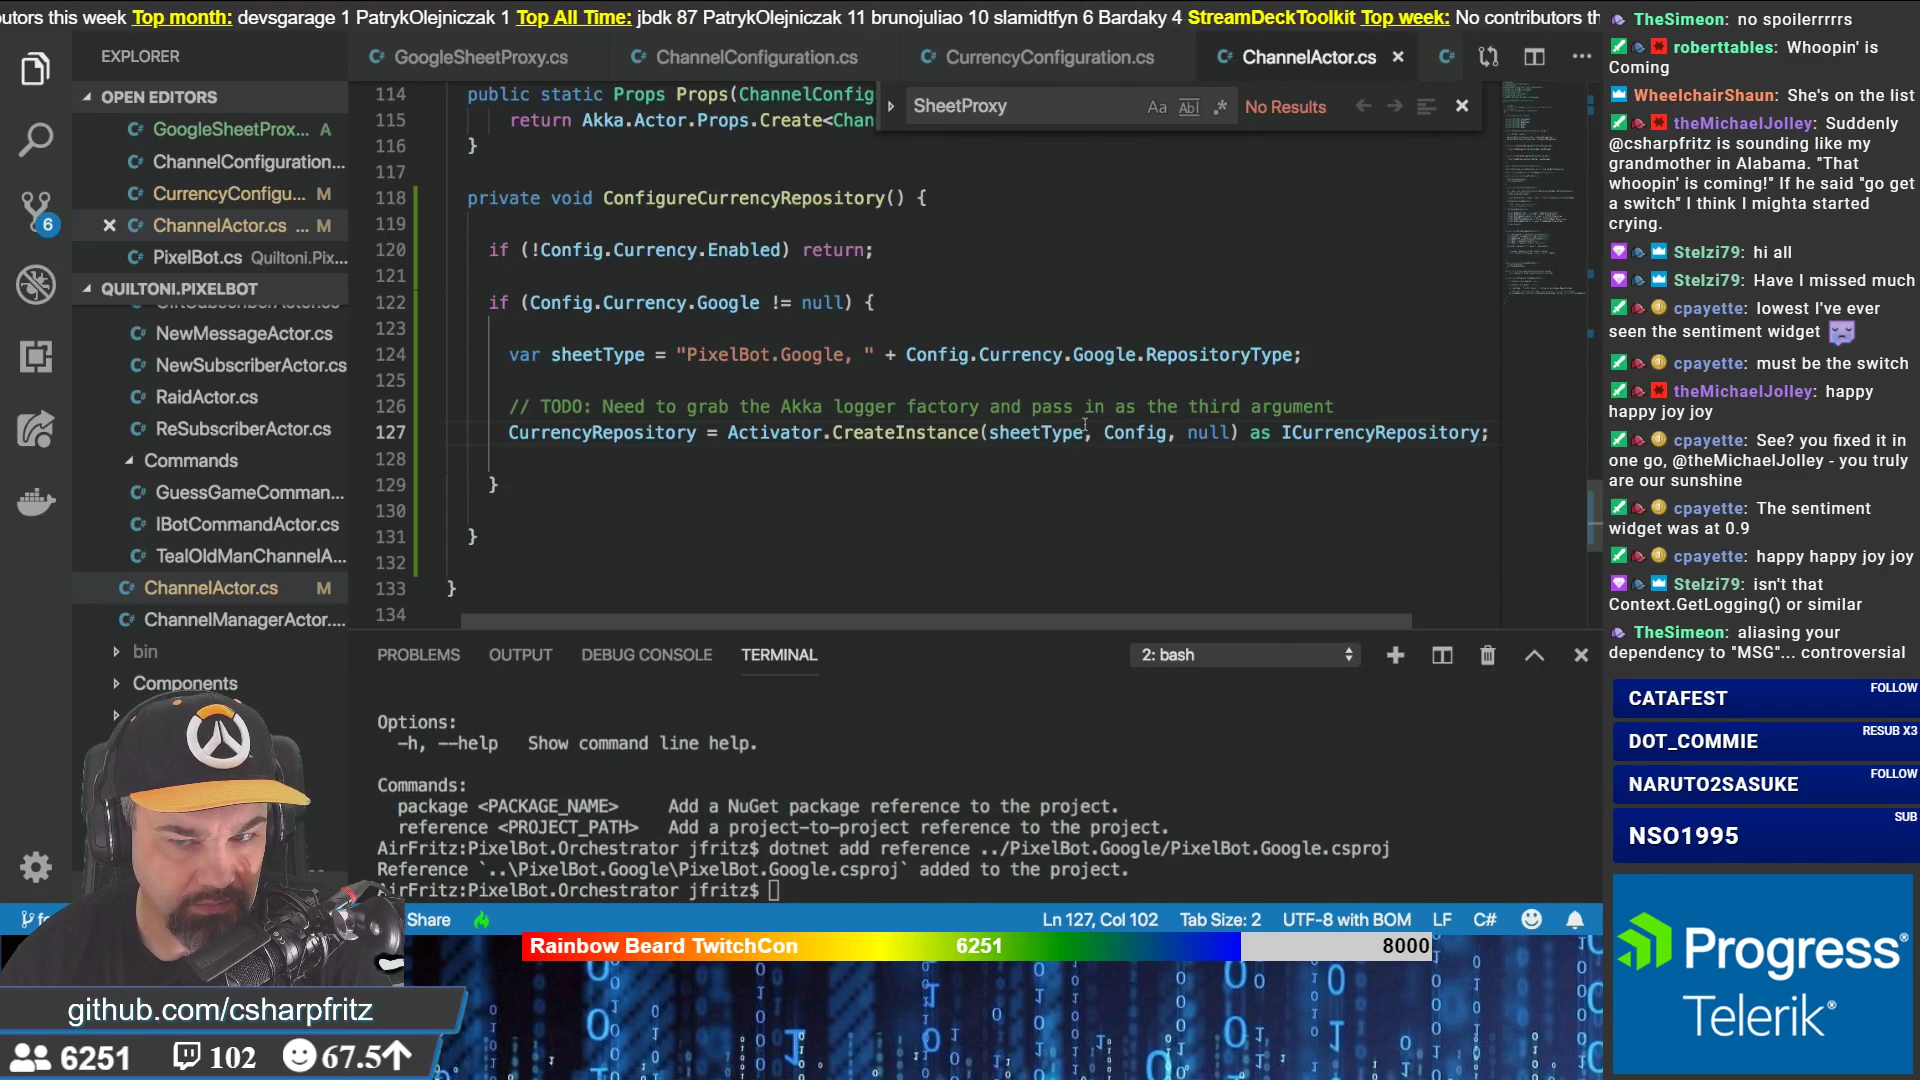 butors this week Top month: devsgarage 1 PatrykOlejniczak 1 Top All Time: jbdk 87 PatrykOlejniczak 11 brunojuliao 10 slamidtfyn 6 Bardaky 4 StreamDeckToolkit Top week: No contributors th
EXPLORER
OPEN EDITORS
GoogleSheetProx... A
ChannelConfiguration...
CurrencyConfigu... M
ChannelActor.cs ... M
PixelBot.cs Quiltoni.Pix...
QUILTONI.PIXELBOT
NewMessageActor.cs
NewSubscriberActor.cs
RaidActor.cs
ReSubscriberActor.cs
Commands
GuessGameComman...
IBotCommandActor.cs
TealOldManChannelA...
ChannelActor.cs M
ChannelManagerActor....
bin
Components
6
GoogleSheetProxy.cs
ChannelConfiguration.cs
CurrencyConfiguration.cs
ChannelActor.cs
SheetProxy Aa Abl .* No Results
114 public static Props Props(ChannelConfig
115 return Akka.Actor.Props.Create<Chan
116 }
117
118 private void ConfigureCurrencyRepository() {
119
120 if (!Config.Currency.Enabled) return;
121
122 if (Config.Currency.Google != null) {
123
124 var sheetType = "PixelBot.Google, " + Config.Currency.Google.RepositoryType;
125
126 // TODO: Need to grab the Akka logger factory and pass in as the third argument
127 CurrencyRepository = Activator.CreateInstance(sheetType, Config, null) as ICurrencyRepository;
128
129 }
130
131 }
132
133 }
134
PROBLEMS OUTPUT DEBUG CONSOLE TERMINAL 2: bash
Options:
-h, --help Show command line help.
Commands:
package <PACKAGE_NAME> Add a NuGet package reference to the project.
reference <PROJECT_PATH> Add a project-to-project reference to the project.
AirFritz:PixelBot.Orchestrator jfritz$ dotnet add reference ../PixelBot.Google/PixelBot.Google.csproj
Reference `..\PixelBot.Google\PixelBot.Google.csproj` added to the project.
AirFritz:PixelBot.Orchestrator jfritz$
Share Ln 127, Col 102 Tab Size: 2 UTF-8 with BOM LF C#
Rainbow Beard TwitchCon 6251 8000
github.com/csharpfritz
6251 102 67.5
TheSimeon: no spoilerrrrrs
roberttables: Whoopin' is
Coming
WheelchairShaun: She's on the list
theMichaelJolley: Suddenly
@csharpfritz is sounding like my
grandmother in Alabama. "That
whoopin' is coming!" If he said "go get
a switch" I think I mighta started
crying.
Stelzi79: hi all
Stelzi79: Have I missed much
cpayette: lowest I've ever
seen the sentiment widget
cpayette: must be the switch
theMichaelJolley: happy
happy joy joy
cpayette: See? you fixed it in
one go, @theMichaelJolley - you truly
are our sunshine
cpayette: The sentiment
widget was at 0.9
cpayette: happy happy joy joy
Stelzi79: isn't that
Context.GetLogging() or similar
TheSimeon: aliasing your
dependency to "MSG"... controversial
CATAFEST FOLLOW
DOT_COMMIE RESUB X3
NARUTO2SASUKE FOLLOW
NSO1995 SUB
Progress®
Telerik®